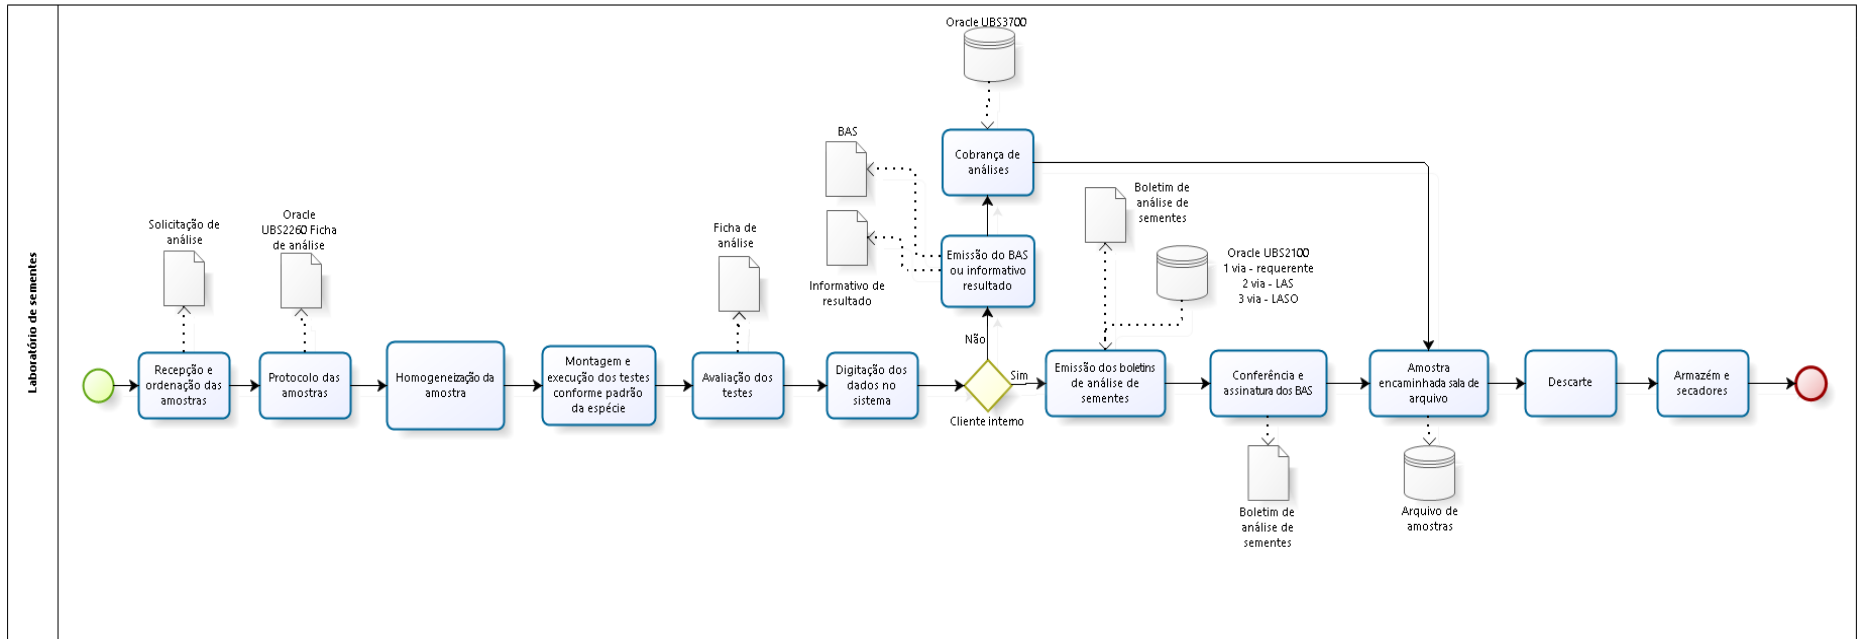 Laboratório de sementes
Solicitação de
análise
Recepção e
ordenação das
amostras
Oracle
UBS2260 Ficha
de análise
Protocolo das
amostras
Homogeneização da
amostra
Montagem e
execução dos testes
conforme padrão
da espécie
Ficha de
análise
Avaliação dos
testes
Digitação dos
dados no
sistema
Cliente interno
Não
Sim
BAS
Informativo de
resultado
Emissão do BAS
ou informativo
resultado
Oracle UBS3700
Cobrança de
análises
Boletim de
análise de
sementes
Oracle UBS2100
1 via - requerente
2 via - LAS
3 via - LASO
Emissão dos boletins
de análise de
sementes
Conferência e
assinatura dos BAS
Boletim de
análise de
sementes
Amostra
encaminhada sala de
arquivo
Arquivo de
amostras
Descarte
Armazém e
secadores